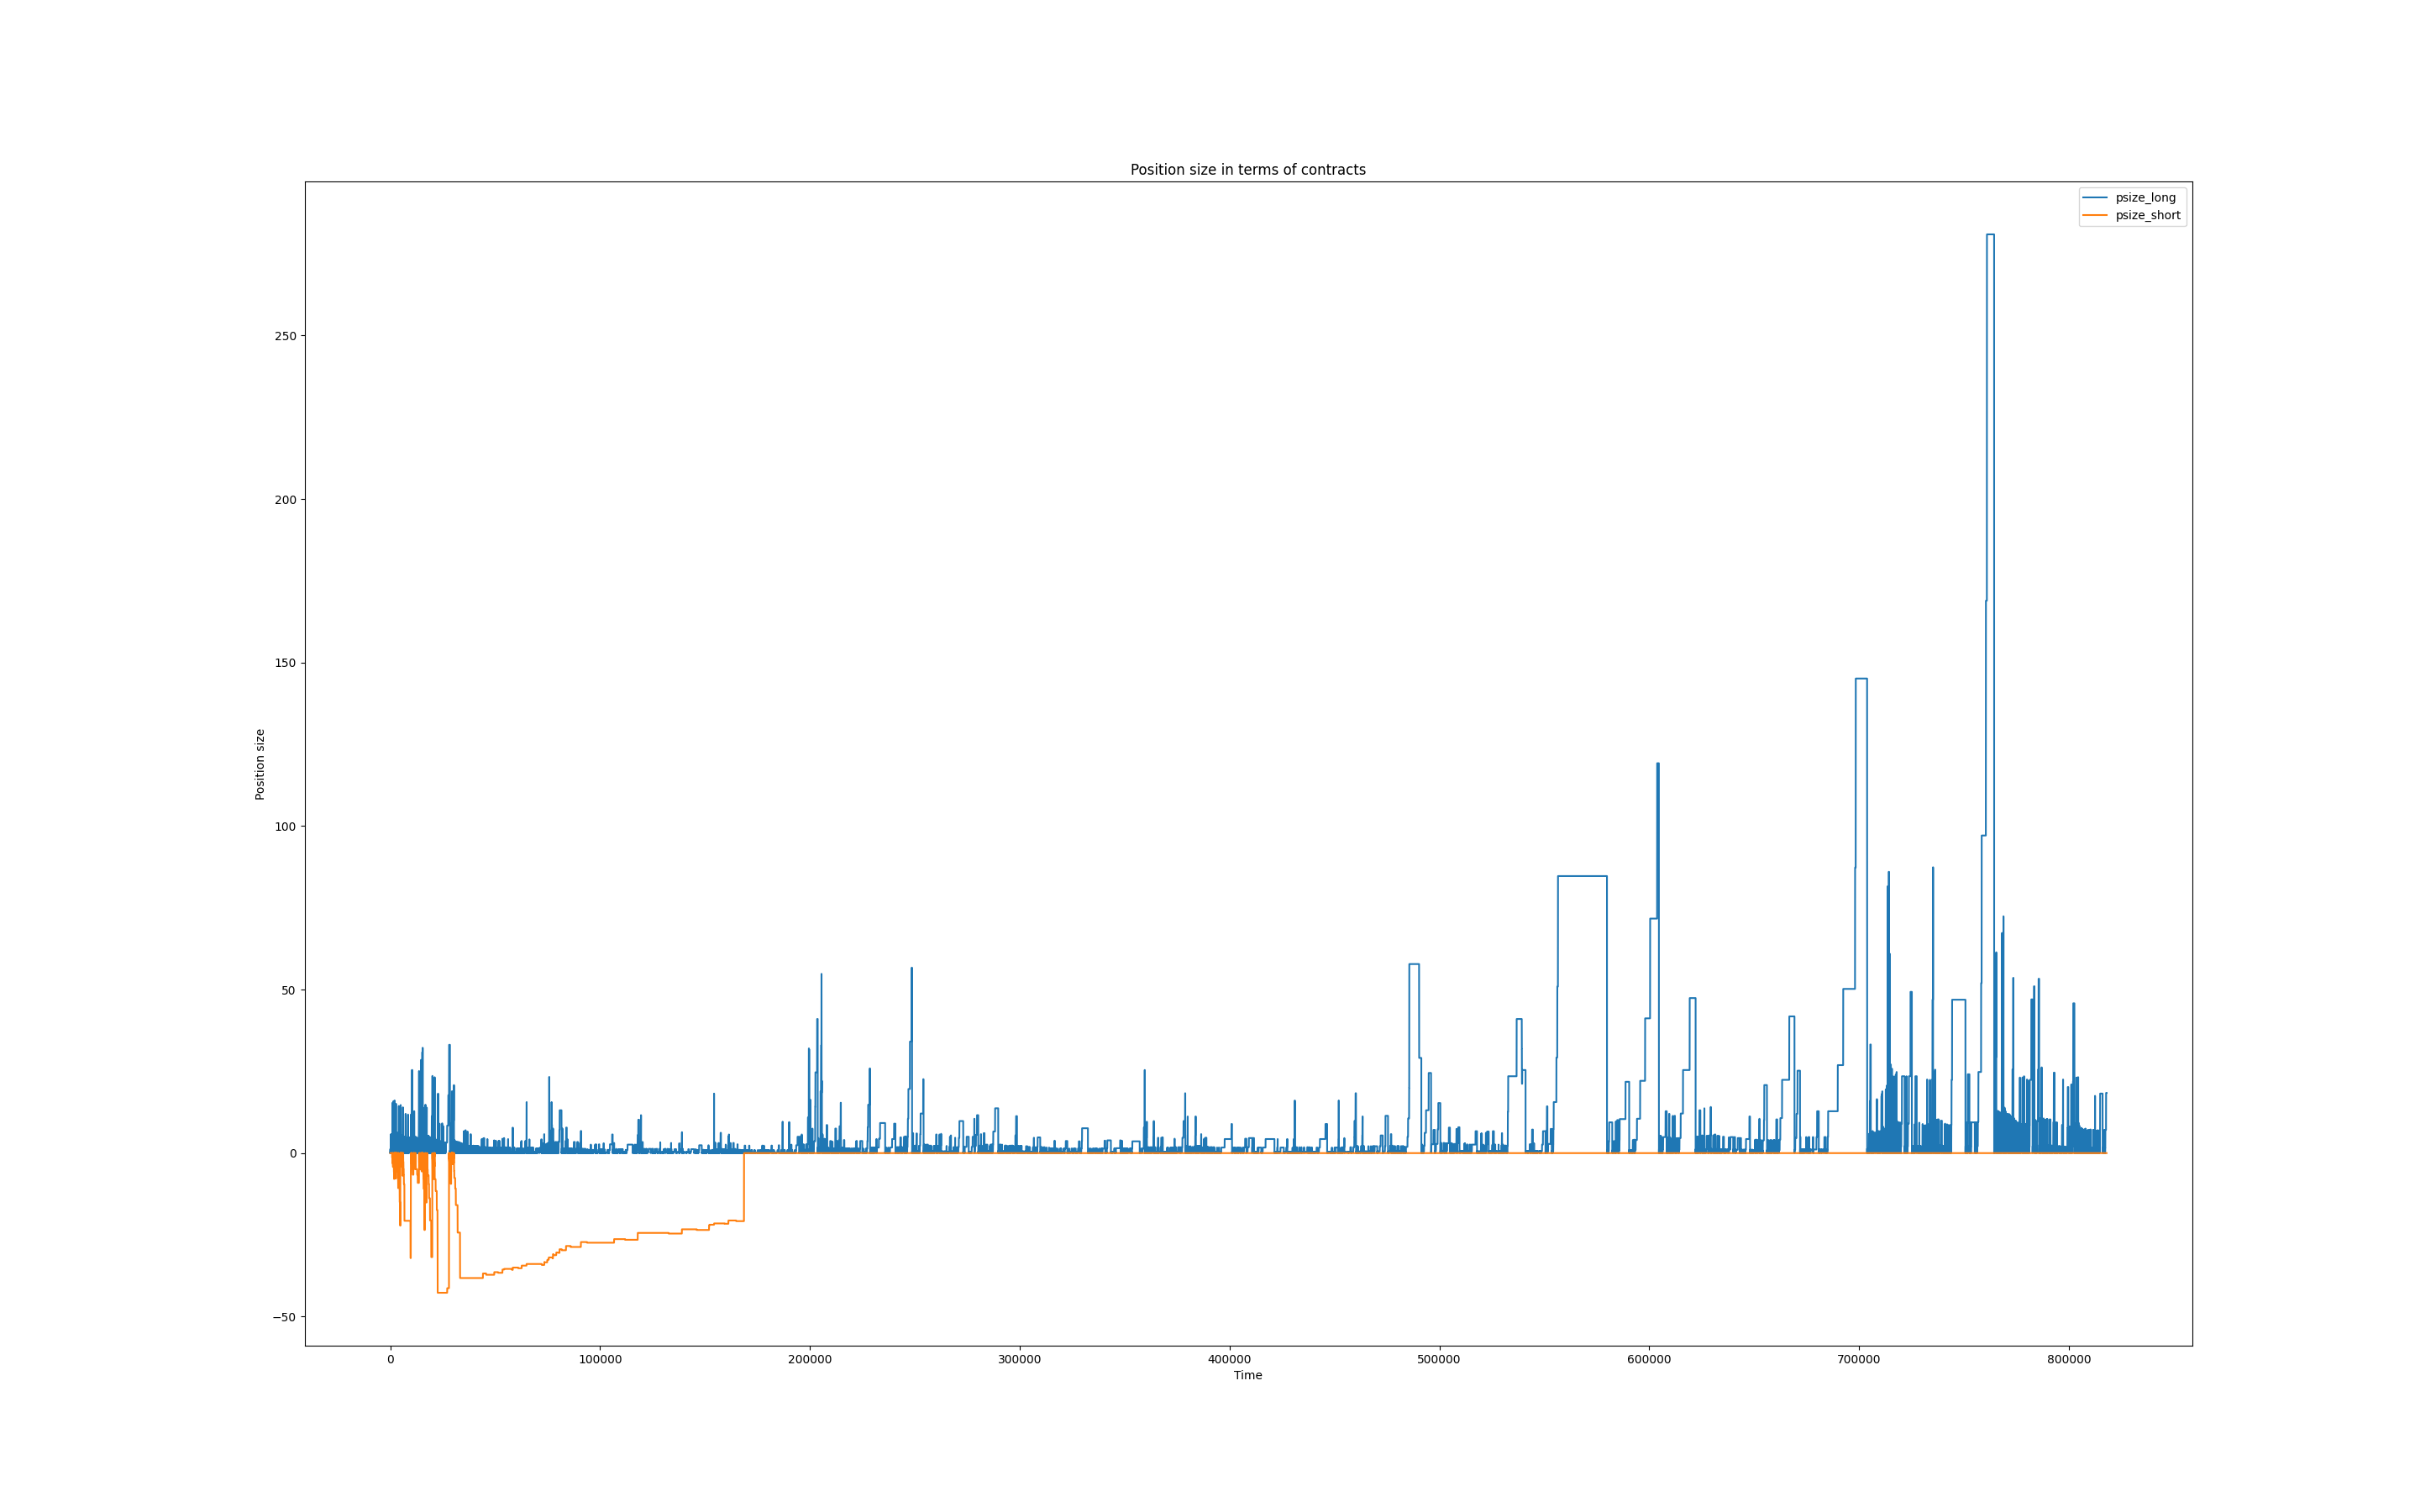 Position size in terms of contracts
psize_long
psize_short
250
200
150
100
50
0
−50
Position size
0 100000 200000 300000 400000 500000 600000 700000 800000
Time